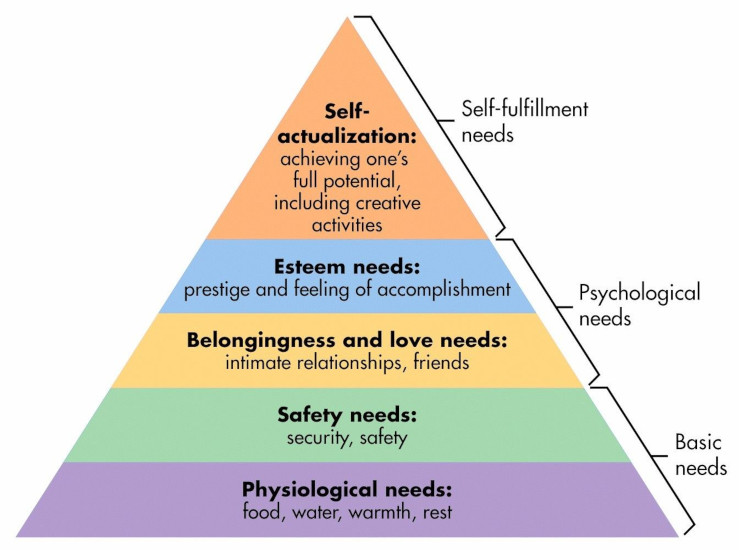 Self-
actualization:
achieving one's
full potential,
including creative
activities
Self-fulfillment
needs
Esteem needs:
prestige and feeling of accomplishment
Belongingness and love needs:
intimate relationships, friends
Psychological
needs
Safety needs:
security, safety
Physiological needs:
food, water, warmth, rest
Basic
needs